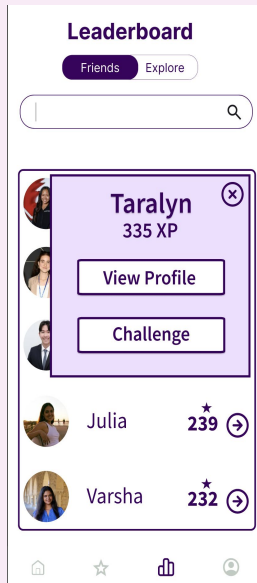 Leaderboard
Friends Explore
Taralyn
335 XP
View Profile
Challenge
Julia 239
Varsha 232